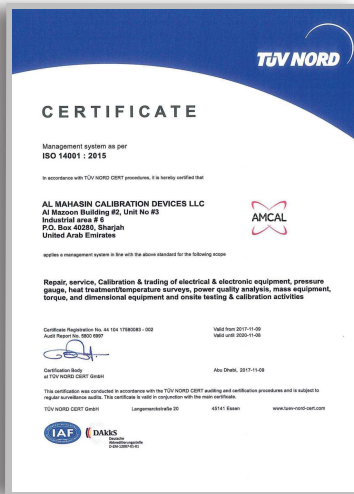 TÜV NORD
CERTIFICATE
Management system as per
ISO 14001 : 2015
In accordance with TÜV NORD CERT procedures, it is hereby certified that
AL MAHASIN CALIBRATION DEVICES LLC
Al Mazoon Building #2, Unit No #3
Industrial area # 6
P.O. Box 40280, Sharjah
United Arab Emirates
AMCAL
applies a management system in line with the above standard for the following scope
Repair, service, Calibration & trading of electrical & electronic equipment, pressure
gauge, heat treatment/temperature surveys, power quality analysis, mass equipment,
torque, and dimensional equipment and onsite testing & calibration activities
Certificate Registration No. 44 104 17580083 - 002
Audit Report No. 5800 8997
Valid from 2017-11-09
Valid until 2020-11-08
Certification Body
at TÜV NORD CERT GmbH
Abu Dhabi, 2017-11-09
This certification was conducted in accordance with the TÜV NORD CERT auditing and certification procedures and is subject to
regular surveillance audits. This certificate is valid in conjunction with the main certificate.
TÜV NORD CERT GmbH Langemarckstraße 20 45141 Essen www.tuev-nord-cert.com
IAF
DAkkS
Deutsche
Akkreditierungsstelle
D-ZM-12007-01-01